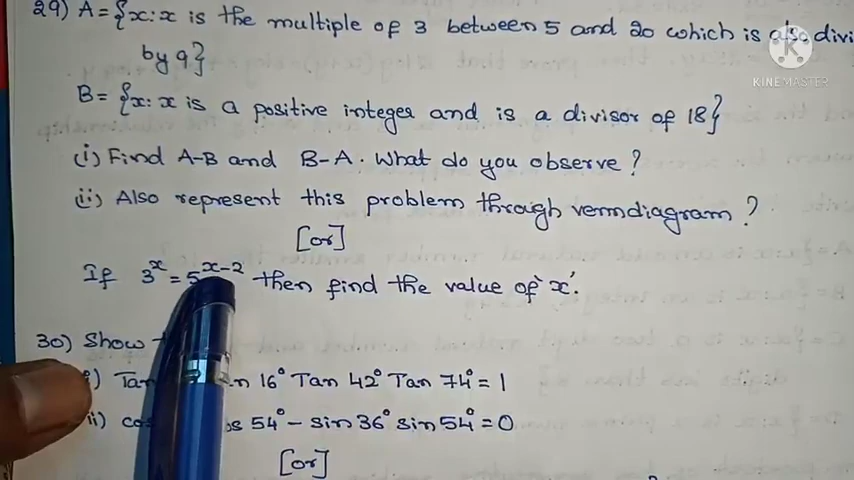 29) A = {x: x is the multiple of 3 between 5 and 20 which is also divi
by 9}
KINEMASTER
B = {x: x is a positive integer and is a divisor of 18}
(i) Find A-B and B-A. What do you observe?
(ii) Also represent this problem through venndiagram?
[or]
If 3^x = 5^x-2 then find the value of 'x'.
30) Show
i) Tan 16° Tan 42° Tan 74° = 1
ii) cos 54° - sin 36° sin 54° = 0
[or]